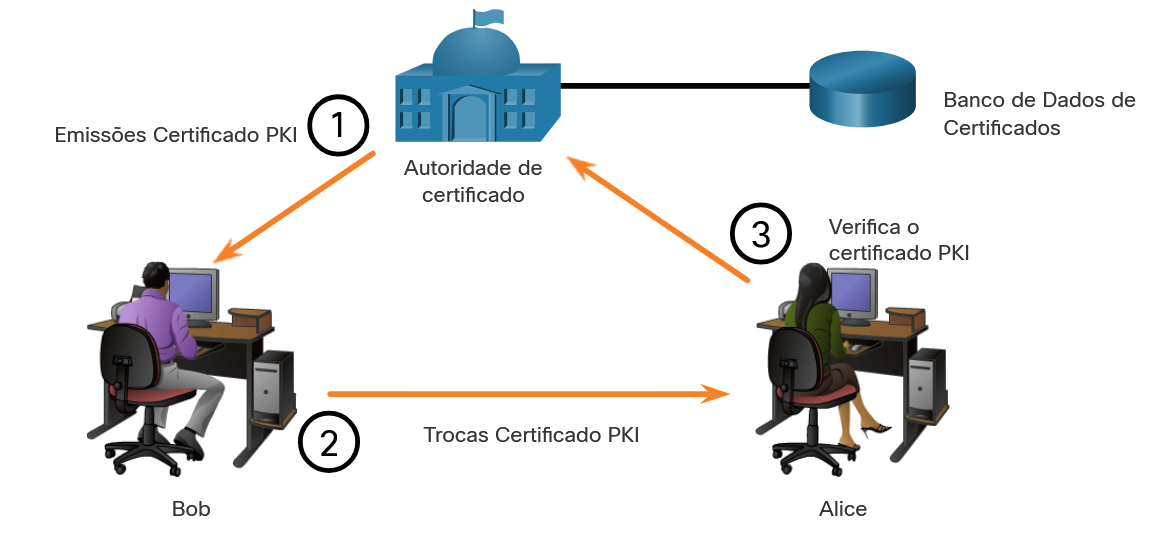 Emissões Certificado PKI
1
Autoridade de
certificado
Banco de Dados de
Certificados
3
Verifica o
certificado PKI
2
Trocas Certificado PKI
Bob
Alice